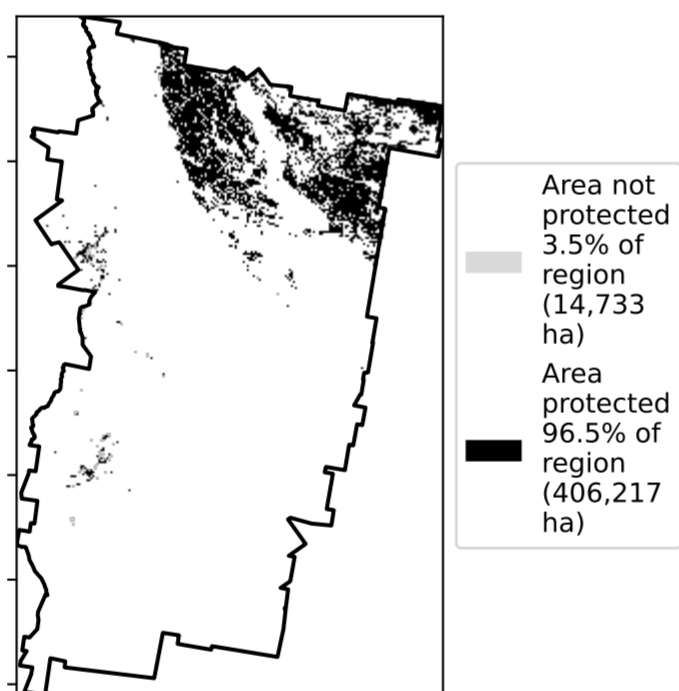 Area not
protected
3.5% of
region
(14,733
ha)
Area
protected
96.5% of
region
(406,217
ha)